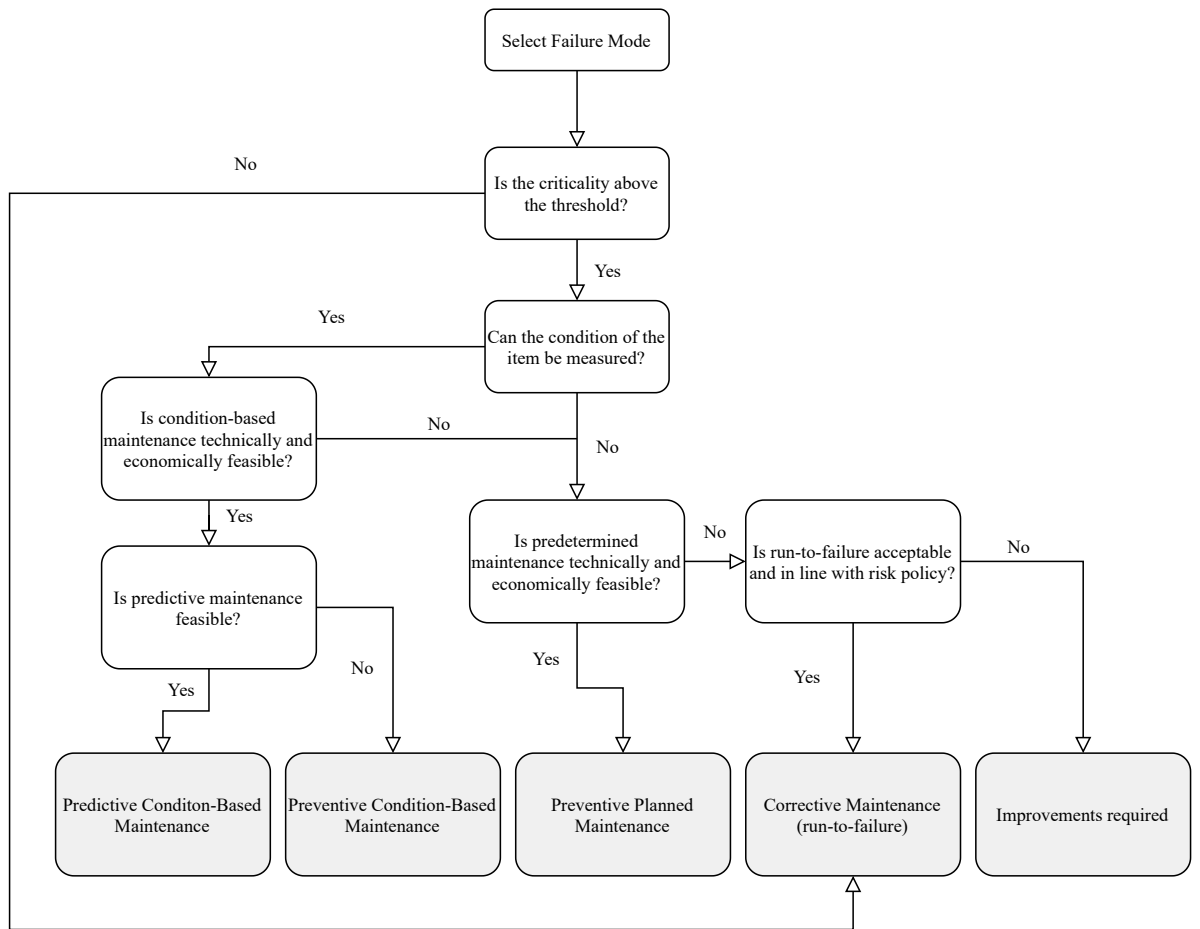 Select Failure Mode
No
Is the criticality above
the threshold?
Yes
Yes
Can the condition of the
item be measured?
Is condition-based
maintenance technically and
economically feasible?
No
No
Yes
Is predetermined
maintenance technically and
economically feasible?
No
Is run-to-failure acceptable
and in line with risk policy?
No
Is predictive maintenance
feasible?
Yes
No
Yes
Yes
Predictive Conditon-Based
Maintenance
Preventive Condition-Based
Maintenance
Preventive Planned
Maintenance
Corrective Maintenance
(run-to-failure)
Improvements required